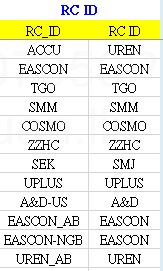 RC ID
RC_ID RC ID
ACCU UREN
EASCON EASCON
TGO TGO
SMM SMM
COSMO COSMO
ZZHC ZZHC
SEK SMJ
UPLUS UPLUS
A&D-US A&D
EASCON_AB EASCON
EASCON-NGB EASCON
UREN_AB UREN